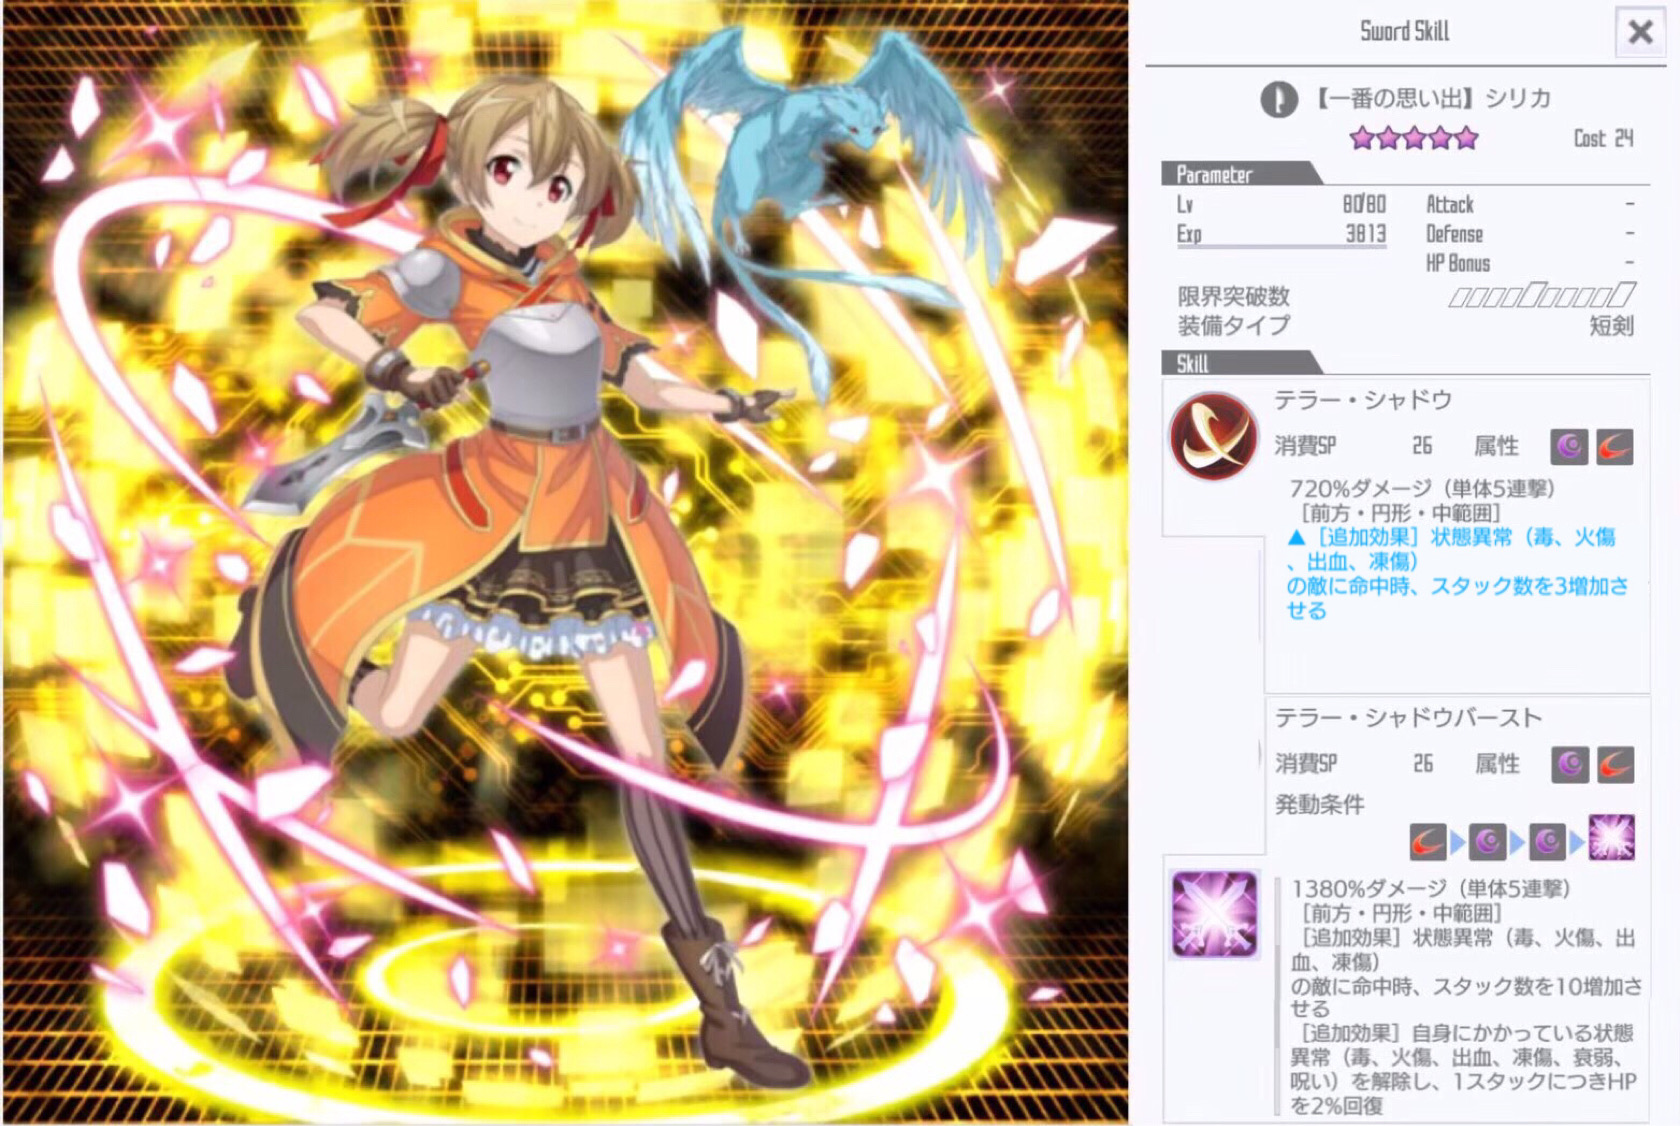 Sword Skill
【一番の思い出】シリカ
Cost 24
Parameter
Lv 80/80 Attack -
Exp 3813 Defense -
HP Bonus -
限界突破数
装備タイプ 短剣
Skill
テラー・シャドウ
消費SP 26 属性
720%ダメージ（単体5連撃）
［前方・円形・中範囲］
▲［追加効果］状態異常（毒、火傷
、出血、凍傷）
の敵に命中時、スタック数を3増加さ
せる
テラー・シャドウバースト
消費SP 26 属性
発動条件
1380%ダメージ（単体5連撃）
［前方・円形・中範囲］
［追加効果］状態異常（毒、火傷、出
血、凍傷）
の敵に命中時、スタック数を10増加さ
せる
［追加効果］自身にかかっている状態
異常（毒、火傷、出血、凍傷、衰弱、
呪い）を解除し、1スタックにつきHP
を2%回復